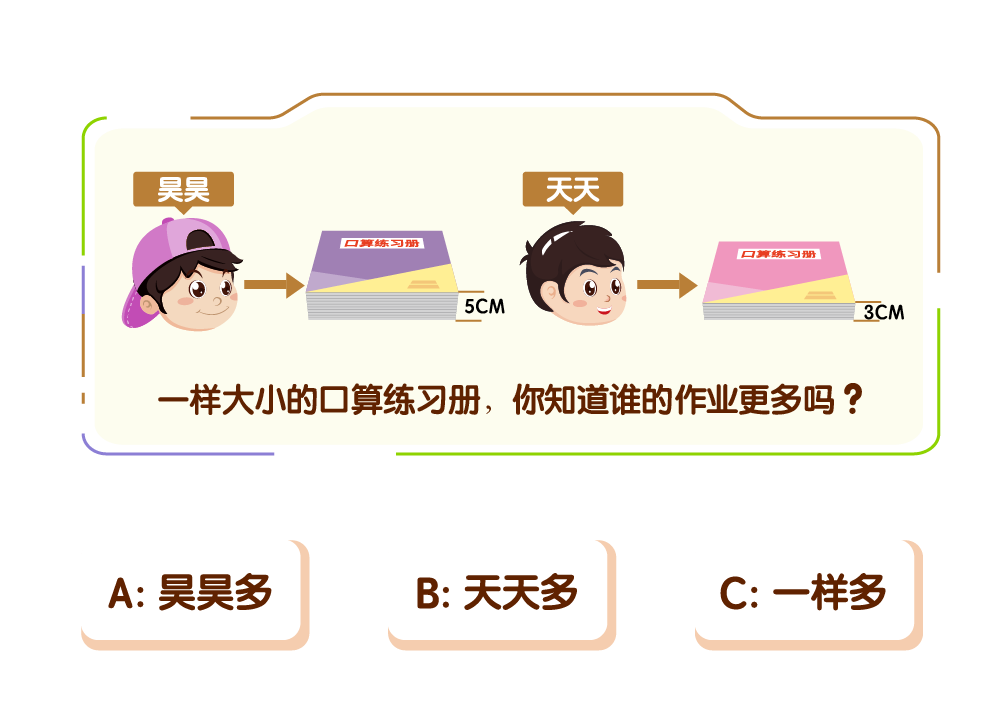 昊昊
天天
口算练习册
口算练习册
5CM
3CM
一样大小的口算练习册，你知道谁的作业更多吗？
A: 昊昊多
B: 天天多
C: 一样多